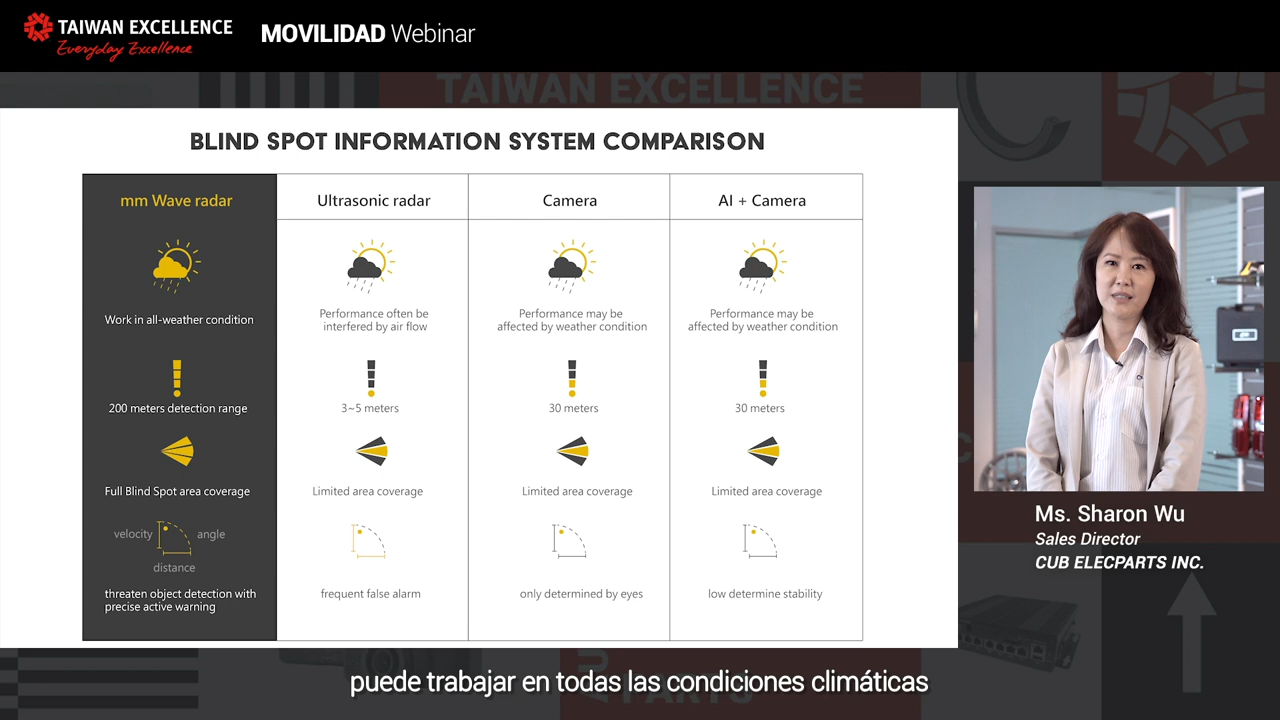 TAIWAN EXCELLENCE
Everyday Excellence
MOVILIDAD Webinar
TAIWAN EXCELLENCE
BLIND SPOT INFORMATION SYSTEM COMPARISON
mm Wave radar
Ultrasonic radar
Camera
AI + Camera
Work in all-weather condition
Performance often be
interfered by air flow
Performance may be
affected by weather condition
Performance may be
affected by weather condition
200 meters detection range
3~5 meters
30 meters
30 meters
Full Blind Spot area coverage
Limited area coverage
Limited area coverage
Limited area coverage
velocity
angle
distance
threaten object detection with
precise active warning
frequent false alarm
only determined by eyes
low determine stability
Ms. Sharon Wu
Sales Director
CUB ELECPARTS INC.
puede trabajar en todas las condiciones climáticas